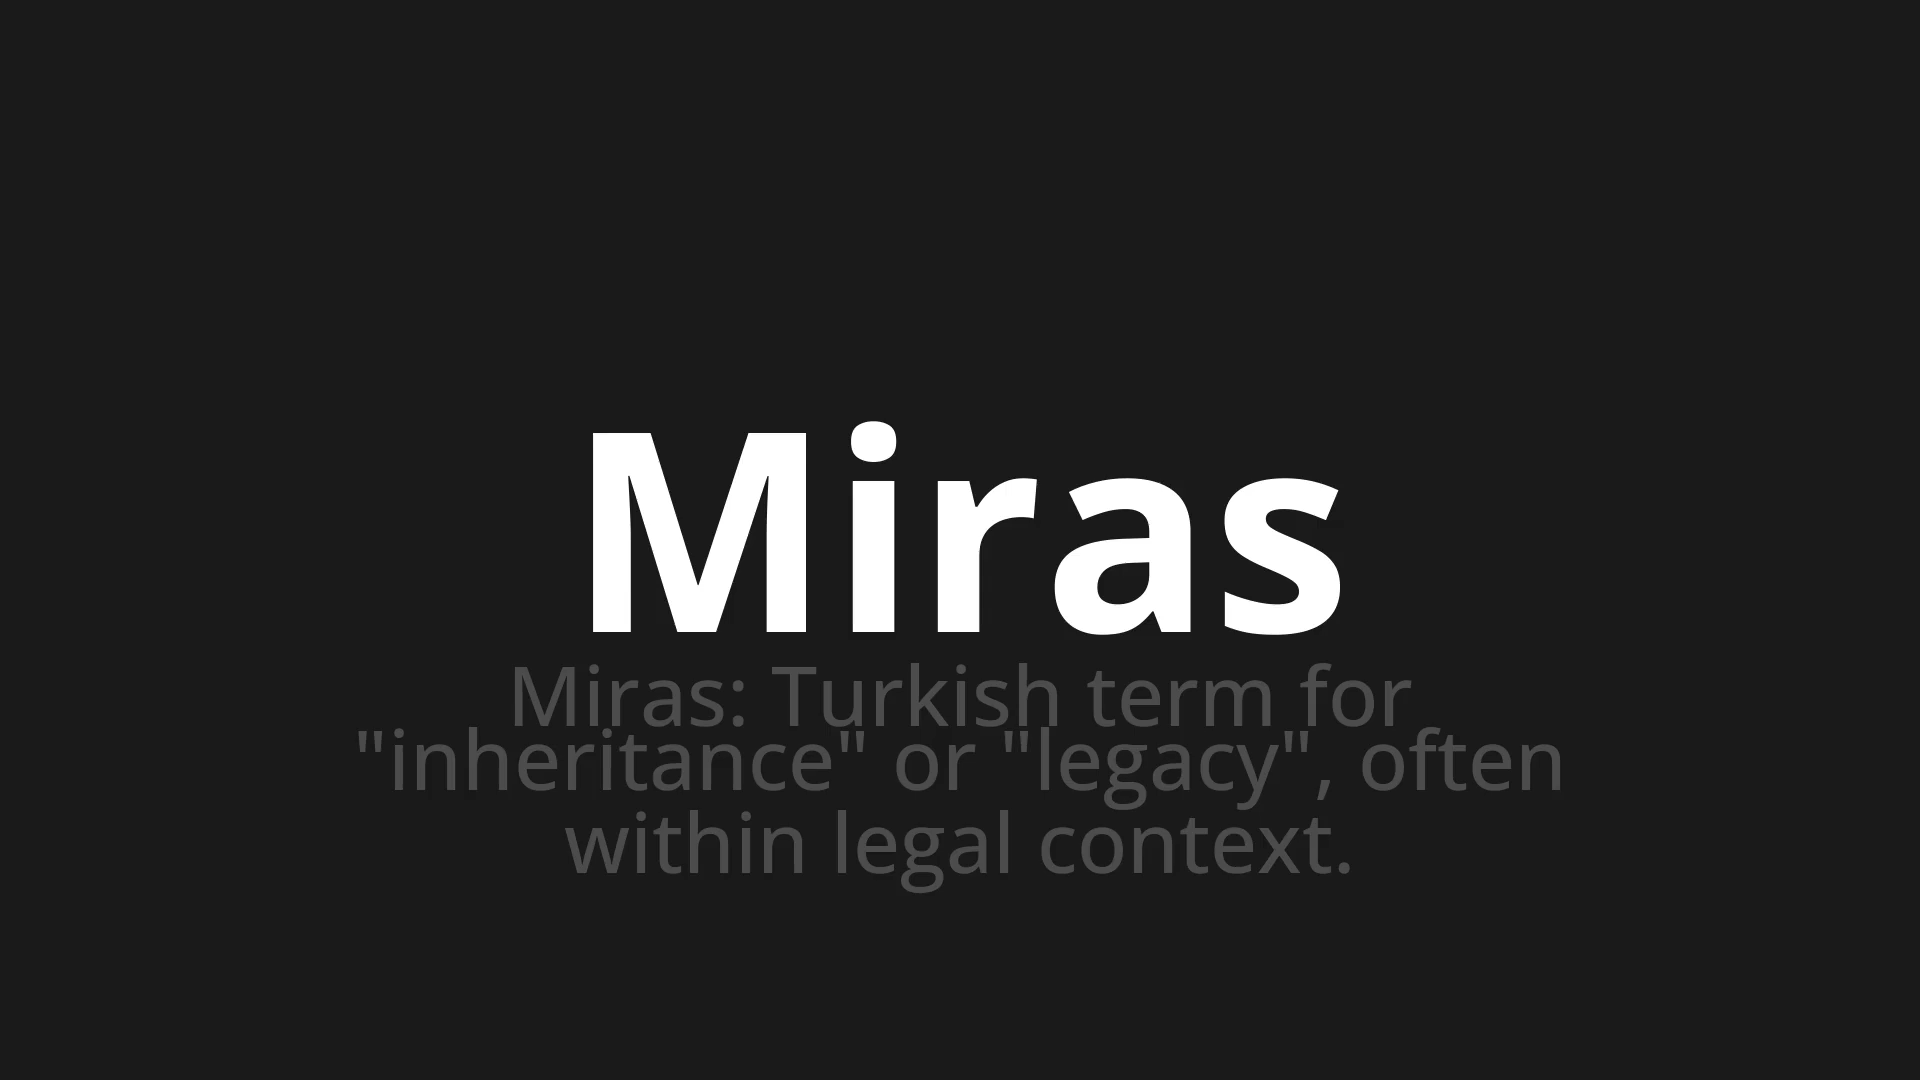 Miras
Miras: Turkish term for
"inheritance" or "legacy", often
within legal context.